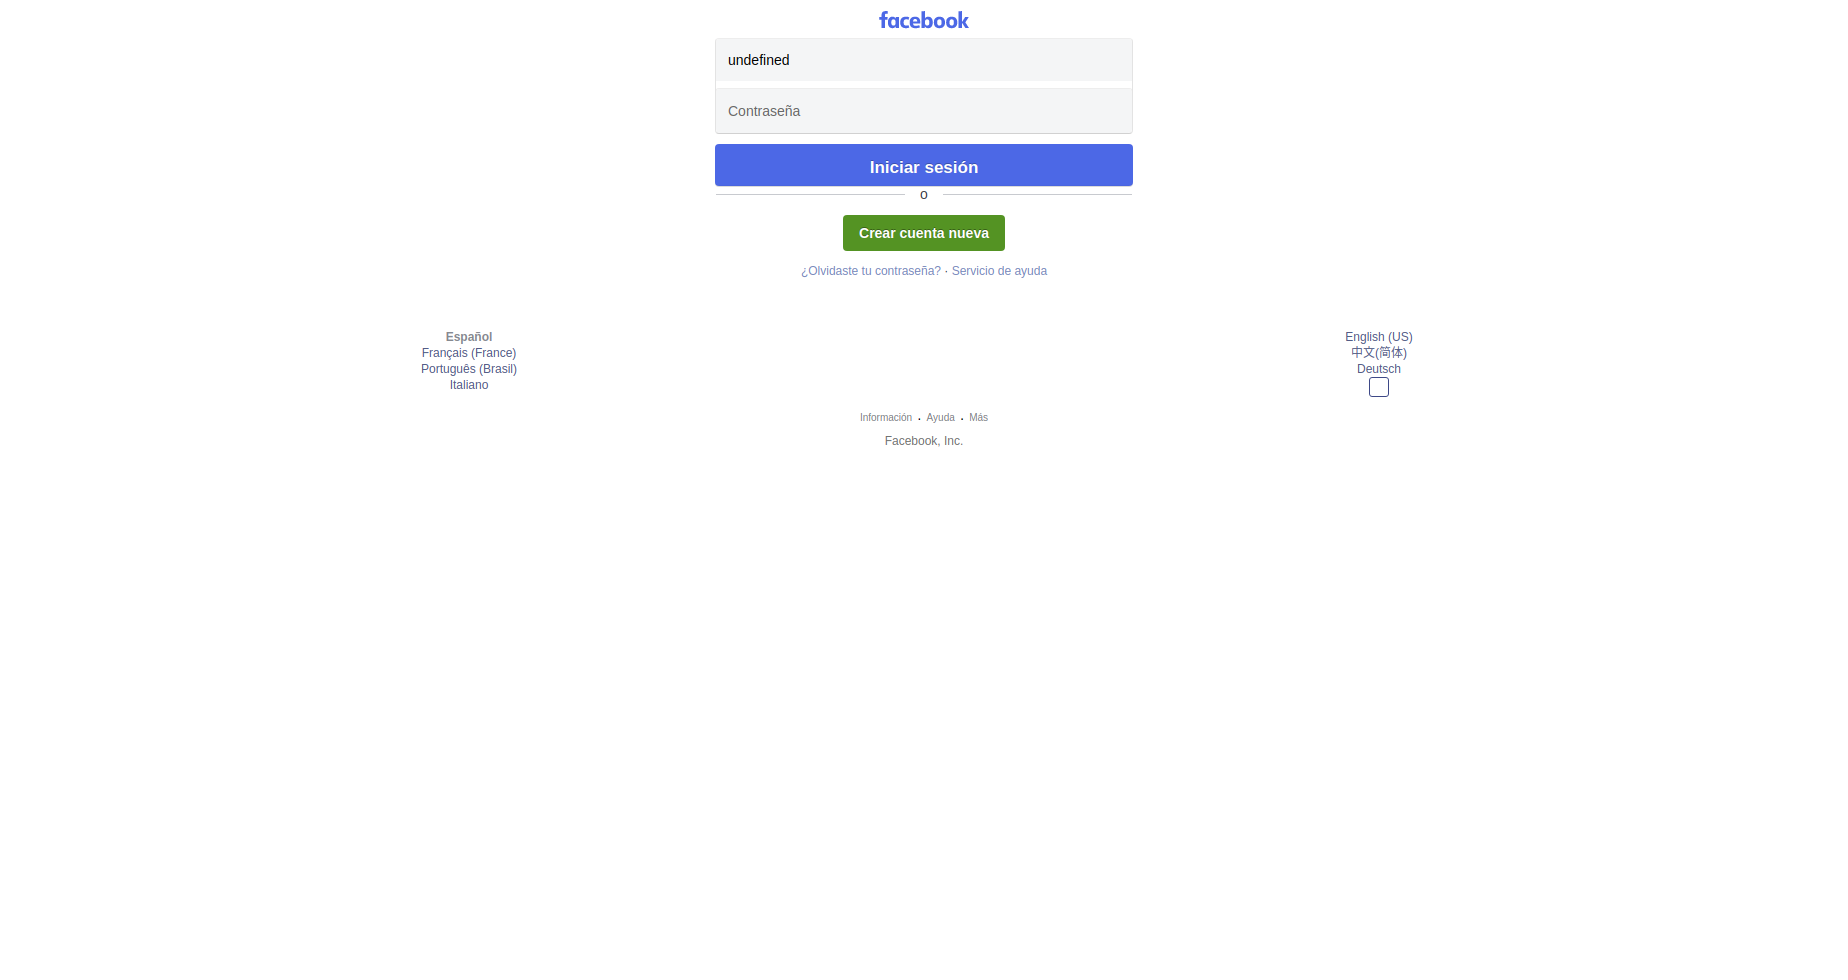 facebook
undefined
Contraseña
Iniciar sesión
o
Crear cuenta nueva
¿Olvidaste tu contraseña? · Servicio de ayuda
Español
Français (France)
Português (Brasil)
Italiano
English (US)
中文(简体)
Deutsch
Información · Ayuda · Más
Facebook, Inc.